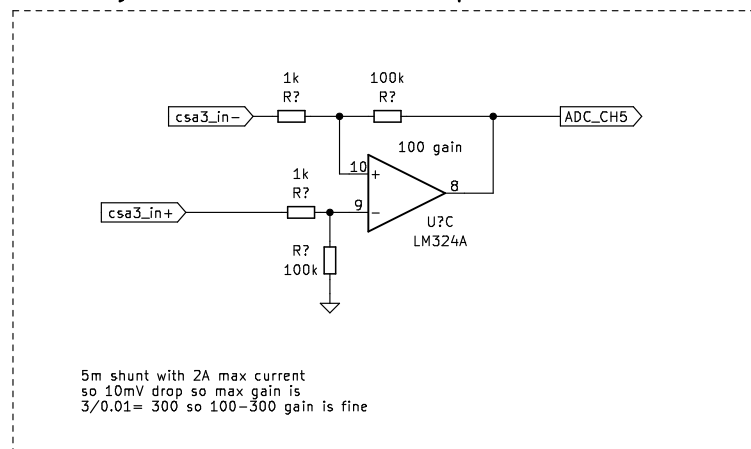 1k
R?
100k
R?
csa3_in-
ADC_CH5
100 gain
10
+
1k
R?
8
csa3_in+
9
-
U?C
LM324A
R?
100k
5m shunt with 2A max current
so 10mV drop so max gain is
3/0.01= 300 so 100-300 gain is fine